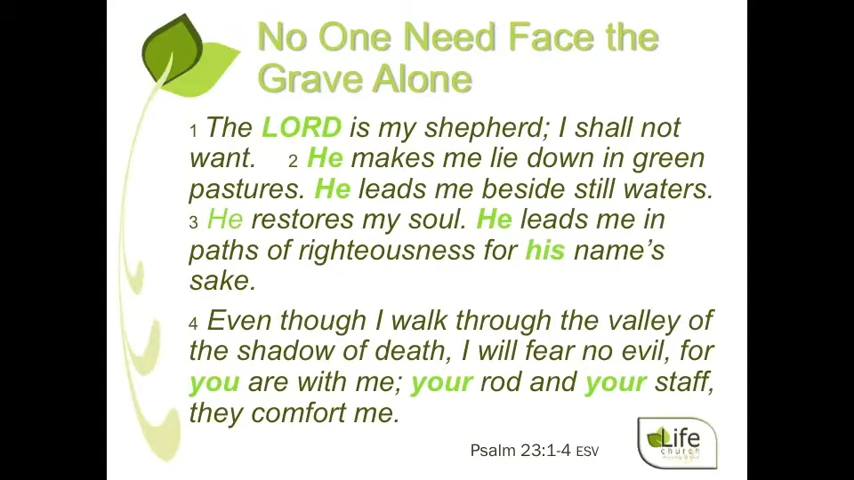 No One Need Face the
Grave Alone
1 The LORD is my shepherd; I shall not
want. 2 He makes me lie down in green
pastures. He leads me beside still waters.
3 He restores my soul. He leads me in
paths of righteousness for his name’s
sake.
4 Even though I walk through the valley of
the shadow of death, I will fear no evil, for
you are with me; your rod and your staff,
they comfort me.
Psalm 23:1-4 ESV
Life
church